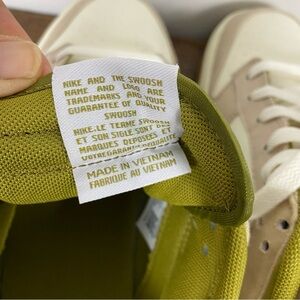 NIKE AND THE SWOOSH
NAME AND LOGO ARE
TRADEMARKS AND YOUR
GUARANTEE OF QUALITY
SWOOSH
NIKE, LE TERME SWOOSH
ET SON SIGLE SONT DES
MARQUES DEPOSEES ET
VOTRE GARANTIE DE QUALITE
MADE IN VIETNAM
FABRIQUE AU VIETNAM